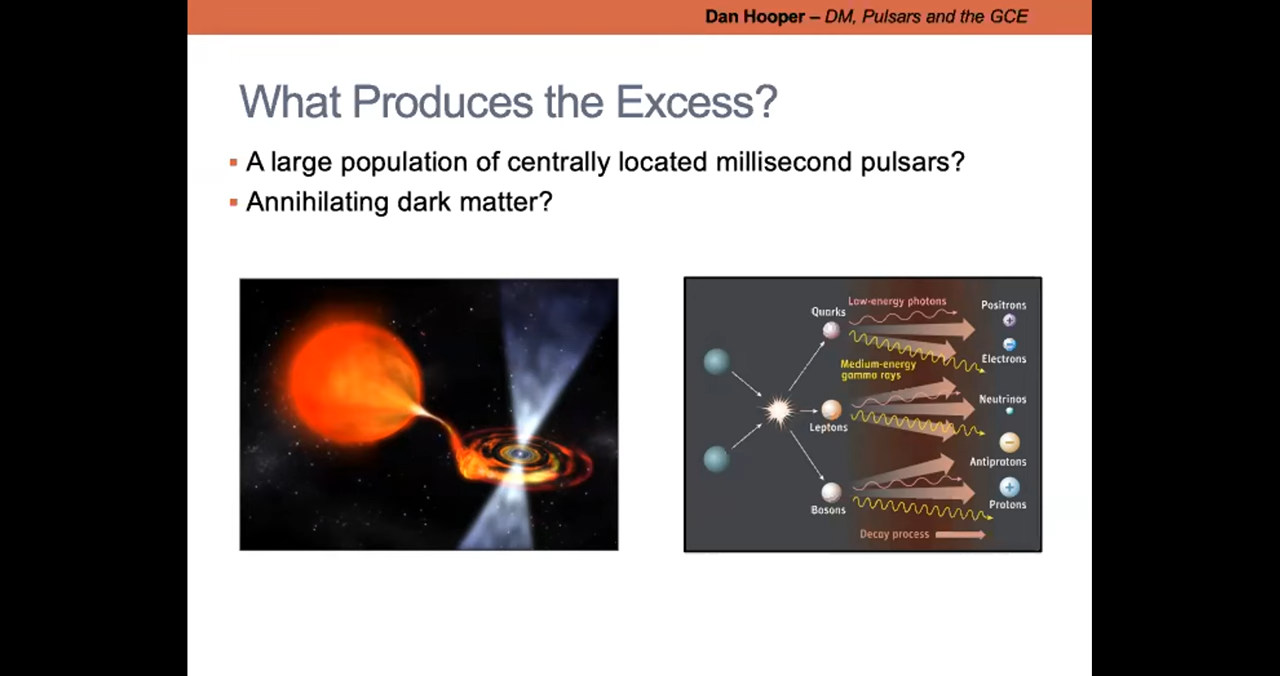 Dan Hooper – DM, Pulsars and the GCE
What Produces the Excess?
▪ A large population of centrally located millisecond pulsars?
▪ Annihilating dark matter?
Low-energy photons
Positrons
Quarks
Electrons
Medium-energy
gamma rays
Neutrinos
Leptons
Antiprotons
Protons
Bosons
Decay process